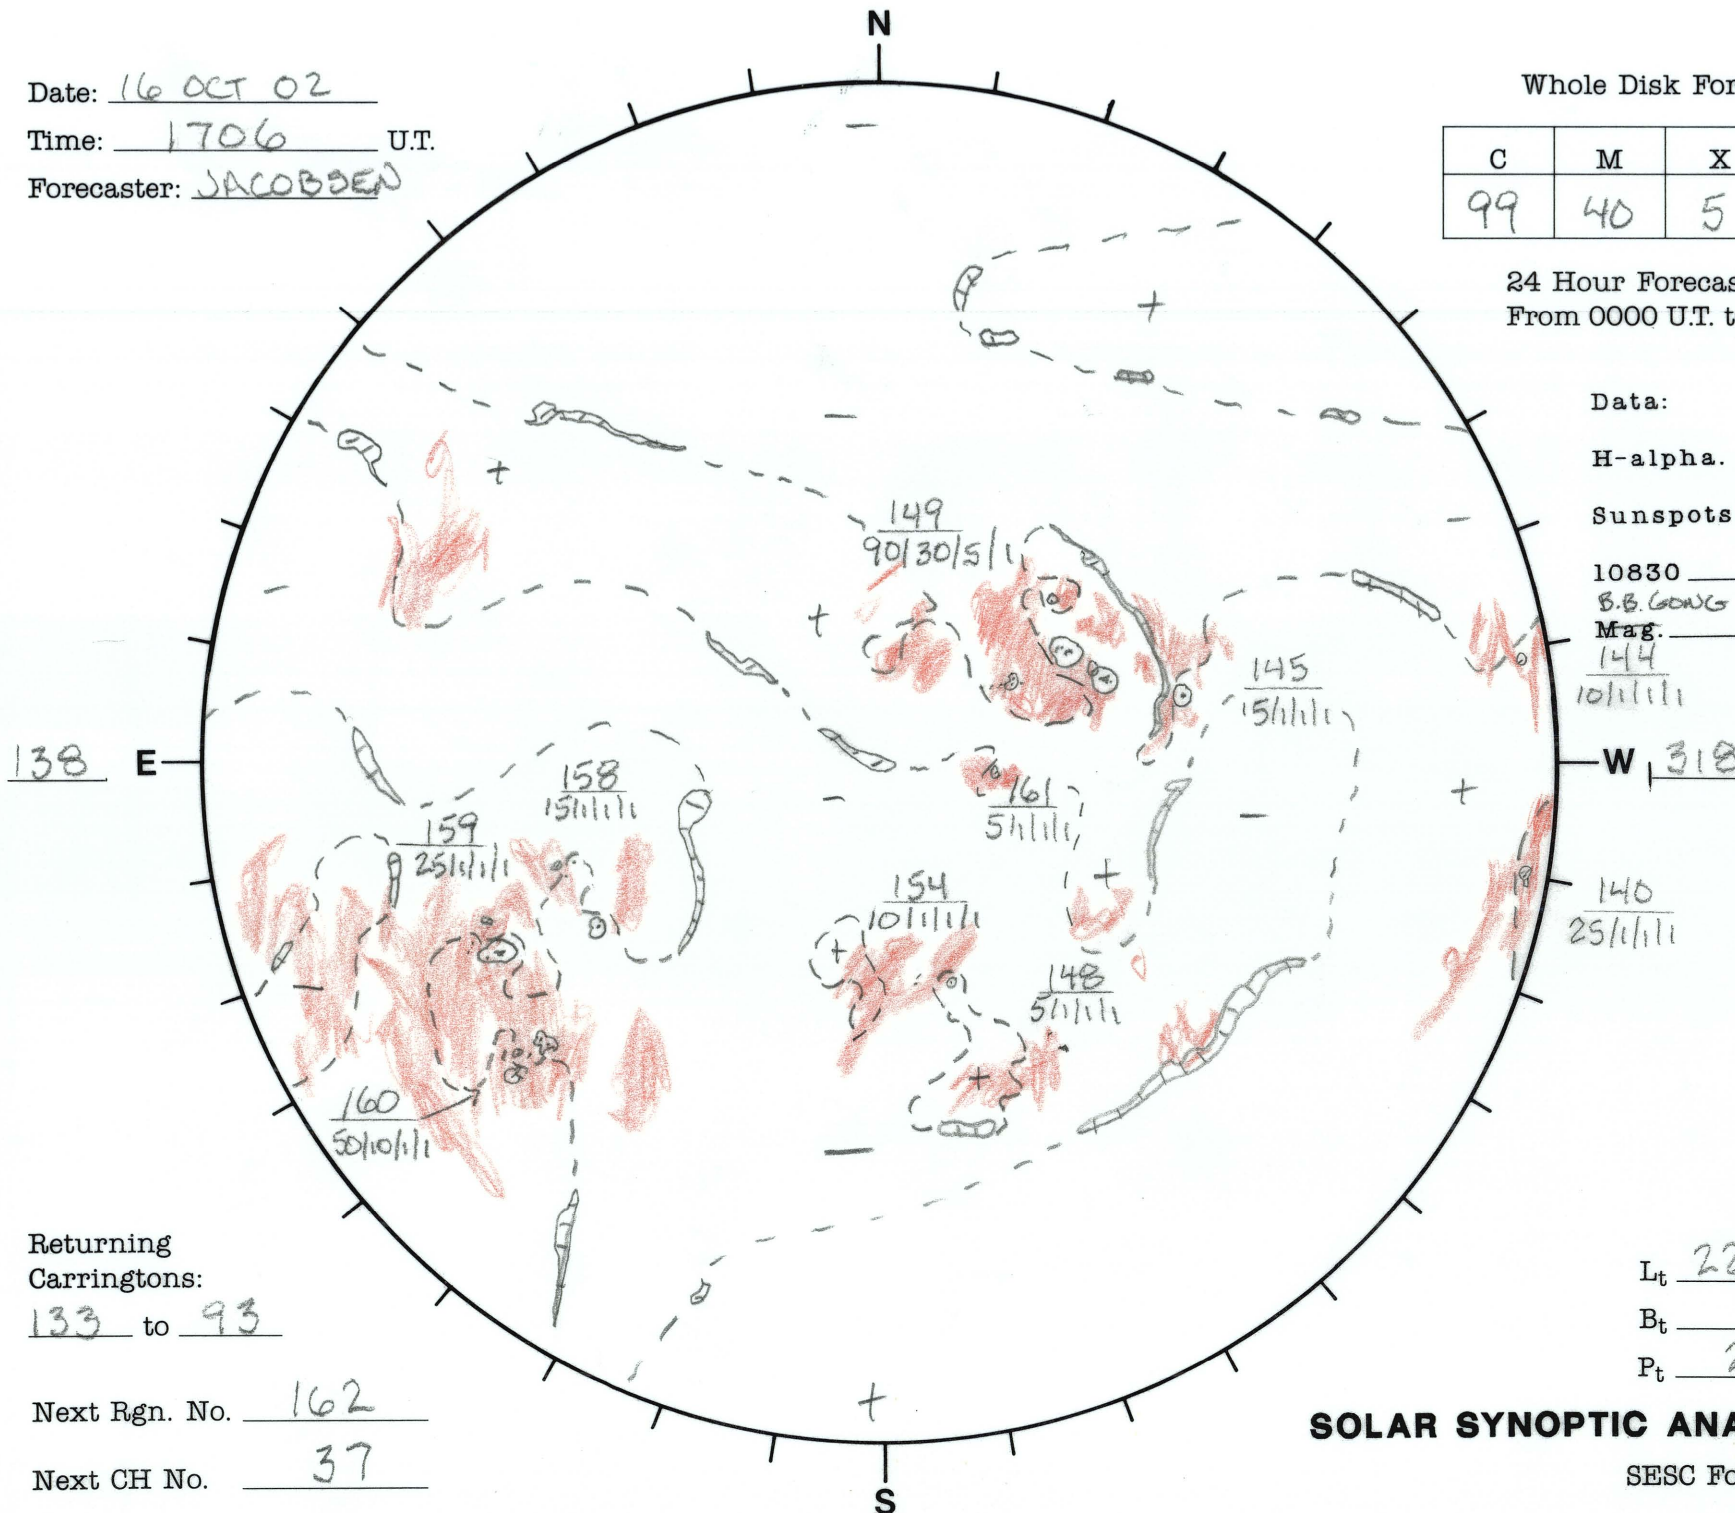 N
Date: 16 OCT 02
Time: 1706 U.T.
Forecaster: JACOBSEN
Whole Disk For
C M X
99 40 5
24 Hour Forecas
From 0000 U.T. t
Data:
H-alpha.
Sunspots
10830
B.B. GONG
Mag.
149
90/30/5/1
144
10/1/1/1
145
15/1/1/1
138 E
W 318
158
15/1/1/1
161
5/1/1/1
159
25/1/1/1
154
10/1/1/1
140
25/1/1/1
148
5/1/1/1
160
50/10/1/1
Returning
Carringtons:
133 to 93
Lt 22
Bt
Pt 2
Next Rgn. No. 162
Next CH No. 37
SOLAR SYNOPTIC ANA
SESC Fo
S